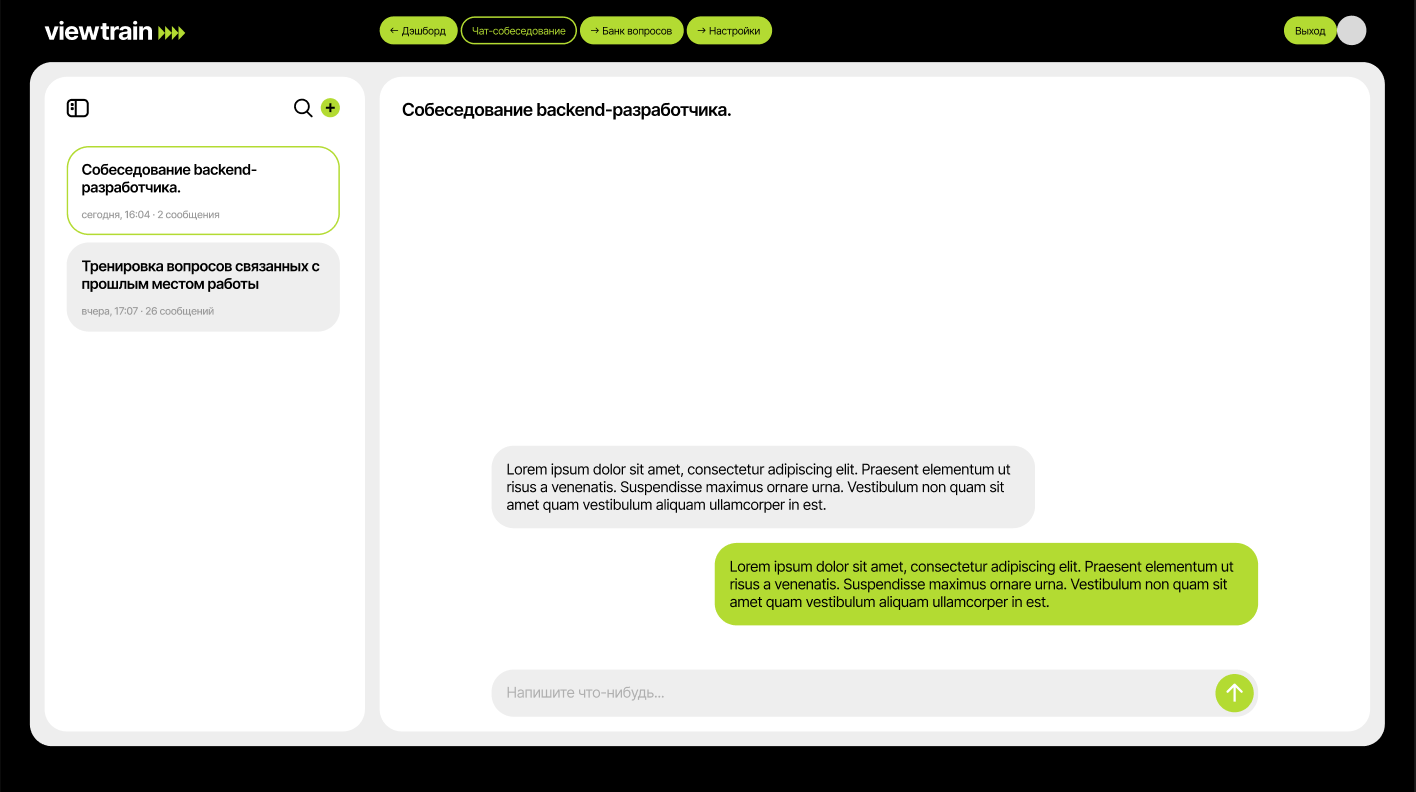 viewtrain
← Дэшборд
Чат-собеседование
→ Банк вопросов
→ Настройки
Выход
Собеседование backend-
разработчика.
сегодня, 16:04 · 2 сообщения
Тренировка вопросов связанных с
прошлым местом работы
вчера, 17:07 · 26 сообщений
Собеседование backend-разработчика.
Lorem ipsum dolor sit amet, consectetur adipiscing elit. Praesent elementum ut
risus a venenatis. Suspendisse maximus ornare urna. Vestibulum non quam sit
amet quam vestibulum aliquam ullamcorper in est.
Lorem ipsum dolor sit amet, consectetur adipiscing elit. Praesent elementum ut
risus a venenatis. Suspendisse maximus ornare urna. Vestibulum non quam sit
amet quam vestibulum aliquam ullamcorper in est.
Напишите что-нибудь...